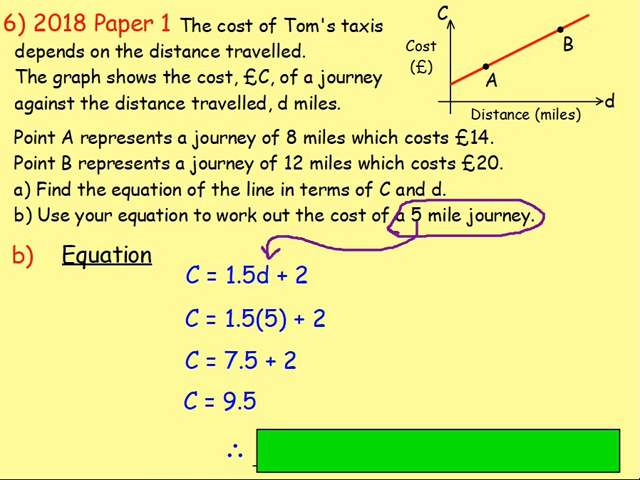 6) 2018 Paper 1 The cost of Tom's taxis
depends on the distance travelled.
The graph shows the cost, £C, of a journey
against the distance travelled, d miles.
C
Cost
(£)
A
B
d
Distance (miles)
Point A represents a journey of 8 miles which costs £14.
Point B represents a journey of 12 miles which costs £20.
a) Find the equation of the line in terms of C and d.
b) Use your equation to work out the cost of a 5 mile journey.
b) Equation
C = 1.5d + 2
C = 1.5(5) + 2
C = 7.5 + 2
C = 9.5
∴